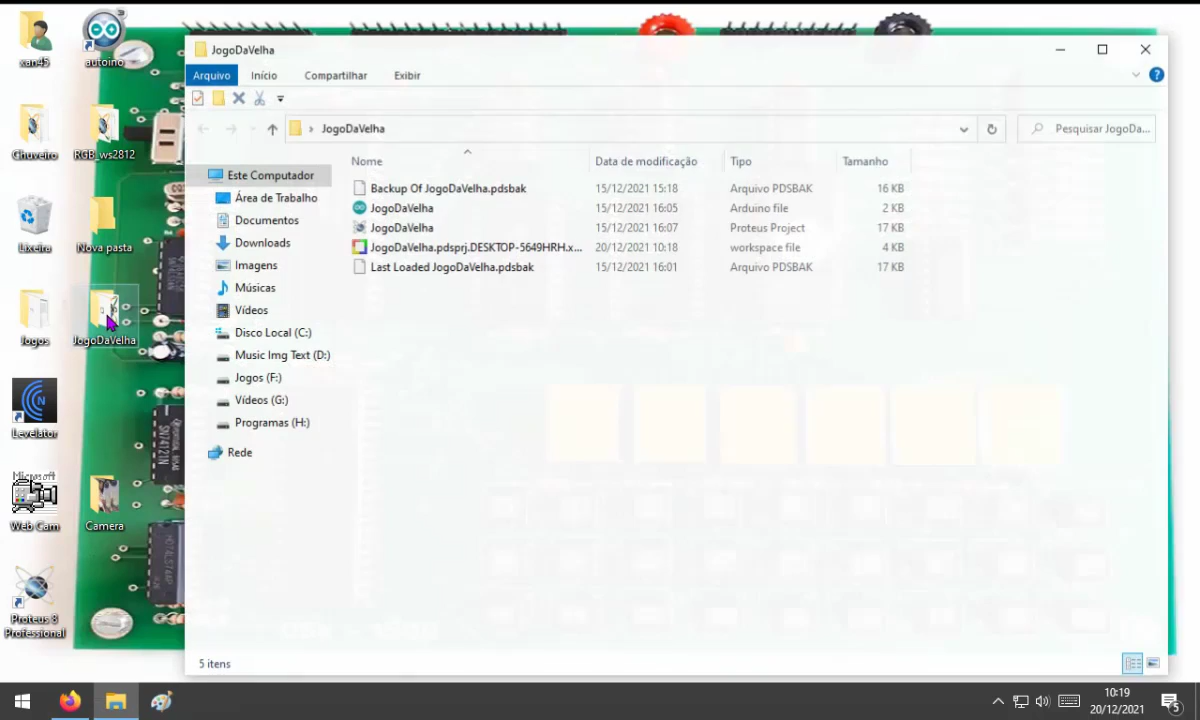 xan45
autoino
Chuveiro
RGB_ws2812
Lixeira
Nova pasta
Jogos
JogoDaVelha
Levelator
Microsoft
Web Cam
Camera
Proteus 8
Professional
SN74121N
JogoDaVelha
Arquivo
Início
Compartilhar
Exibir
JogoDaVelha
Pesquisar JogoDa...
Nome
Data de modificação
Tipo
Tamanho
Backup Of JogoDaVelha.pdsbak
15/12/2021 15:18
Arquivo PDSBAK
16 KB
JogoDaVelha
15/12/2021 16:05
Arduino file
2 KB
JogoDaVelha
15/12/2021 16:07
Proteus Project
17 KB
JogoDaVelha.pdsprj.DESKTOP-5649HRH.x...
20/12/2021 10:18
workspace file
4 KB
Last Loaded JogoDaVelha.pdsbak
15/12/2021 16:01
Arquivo PDSBAK
17 KB
Este Computador
Área de Trabalho
Documentos
Downloads
Imagens
Músicas
Vídeos
Disco Local (C:)
Music Img Text (D:)
Jogos (F:)
Vídeos (G:)
Programas (H:)
Rede
5 itens
10:19
20/12/2021
5